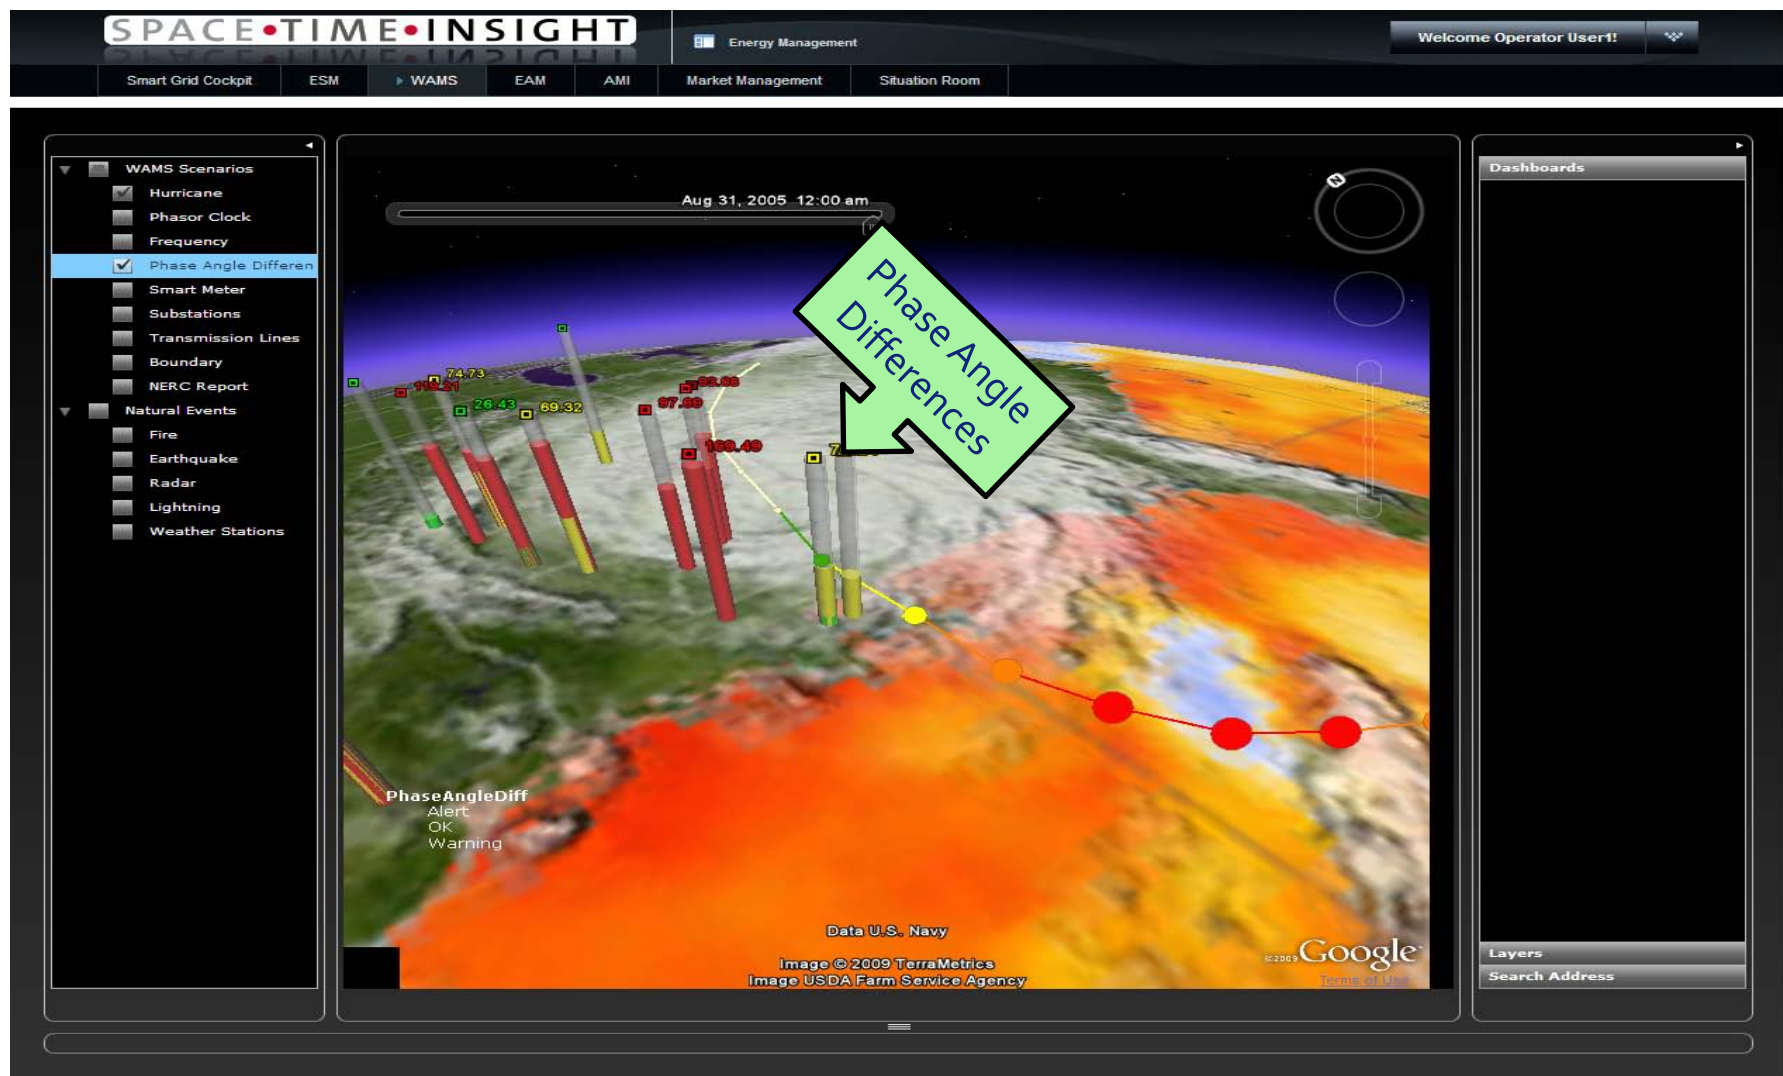 SPACE•TIME•INSIGHT
Energy Management
Welcome Operator User1!
Smart Grid Cockpit
ESM
WAMS
EAM
AMI
Market Management
Situation Room
WAMS Scenarios
Hurricane
Phasor Clock
Frequency
Phase Angle Differen
Smart Meter
Substations
Transmission Lines
Boundary
NERC Report
Natural Events
Fire
Earthquake
Radar
Lightning
Weather Stations
Aug 31, 2005 12:00 am
Phase Angle
Differences
74.73
26.43
69.32
169.49
PhaseAngleDiff
Alert
OK
Warning
Data U.S. Navy
Image © 2009 TerraMetrics
Image USDA Farm Service Agency
©2009 Google
Terms of Use
Dashboards
Layers
Search Address